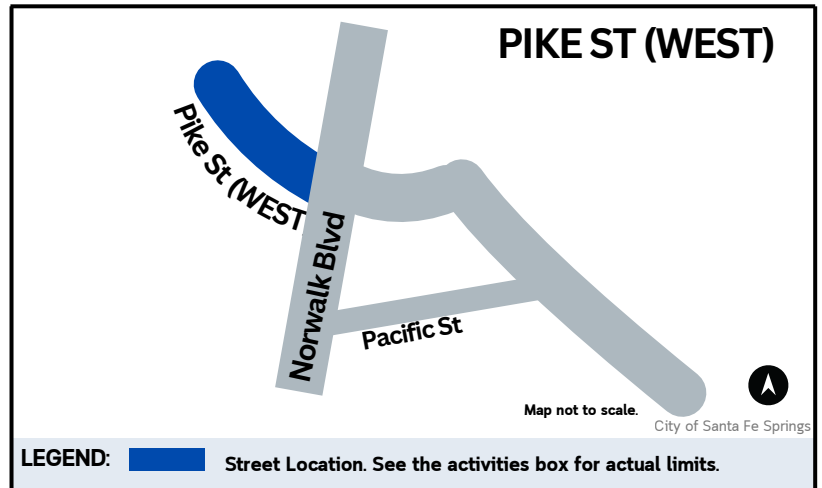 PIKE ST (WEST)
Pike St (WEST
Norwalk Blvd
Pacific St
Map not to scale.
City of Santa Fe Springs
LEGEND:
Street Location. See the activities box for actual limits.